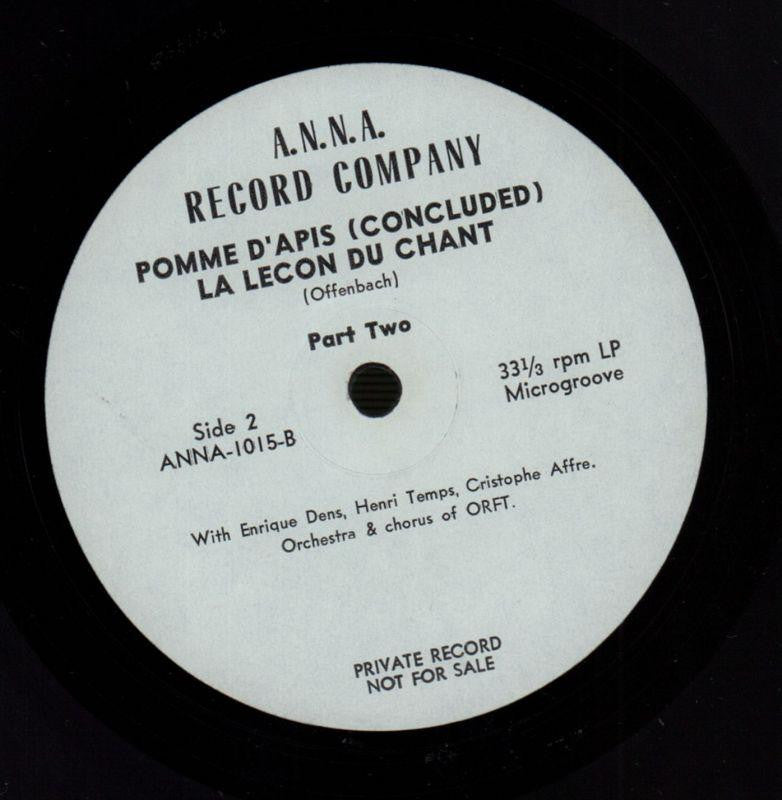 A.N.N.A.
RECORD COMPANY
POMME D'APIS (CONCLUDED)
LA LECON DU CHANT
(Offenbach)
Part Two
33⅓ rpm LP
Microgroove
Side 2
ANNA-1015-B
With Enrique Dens, Henri Temps, Cristophe Affre.
Orchestra & chorus of ORFT.
PRIVATE RECORD
NOT FOR SALE